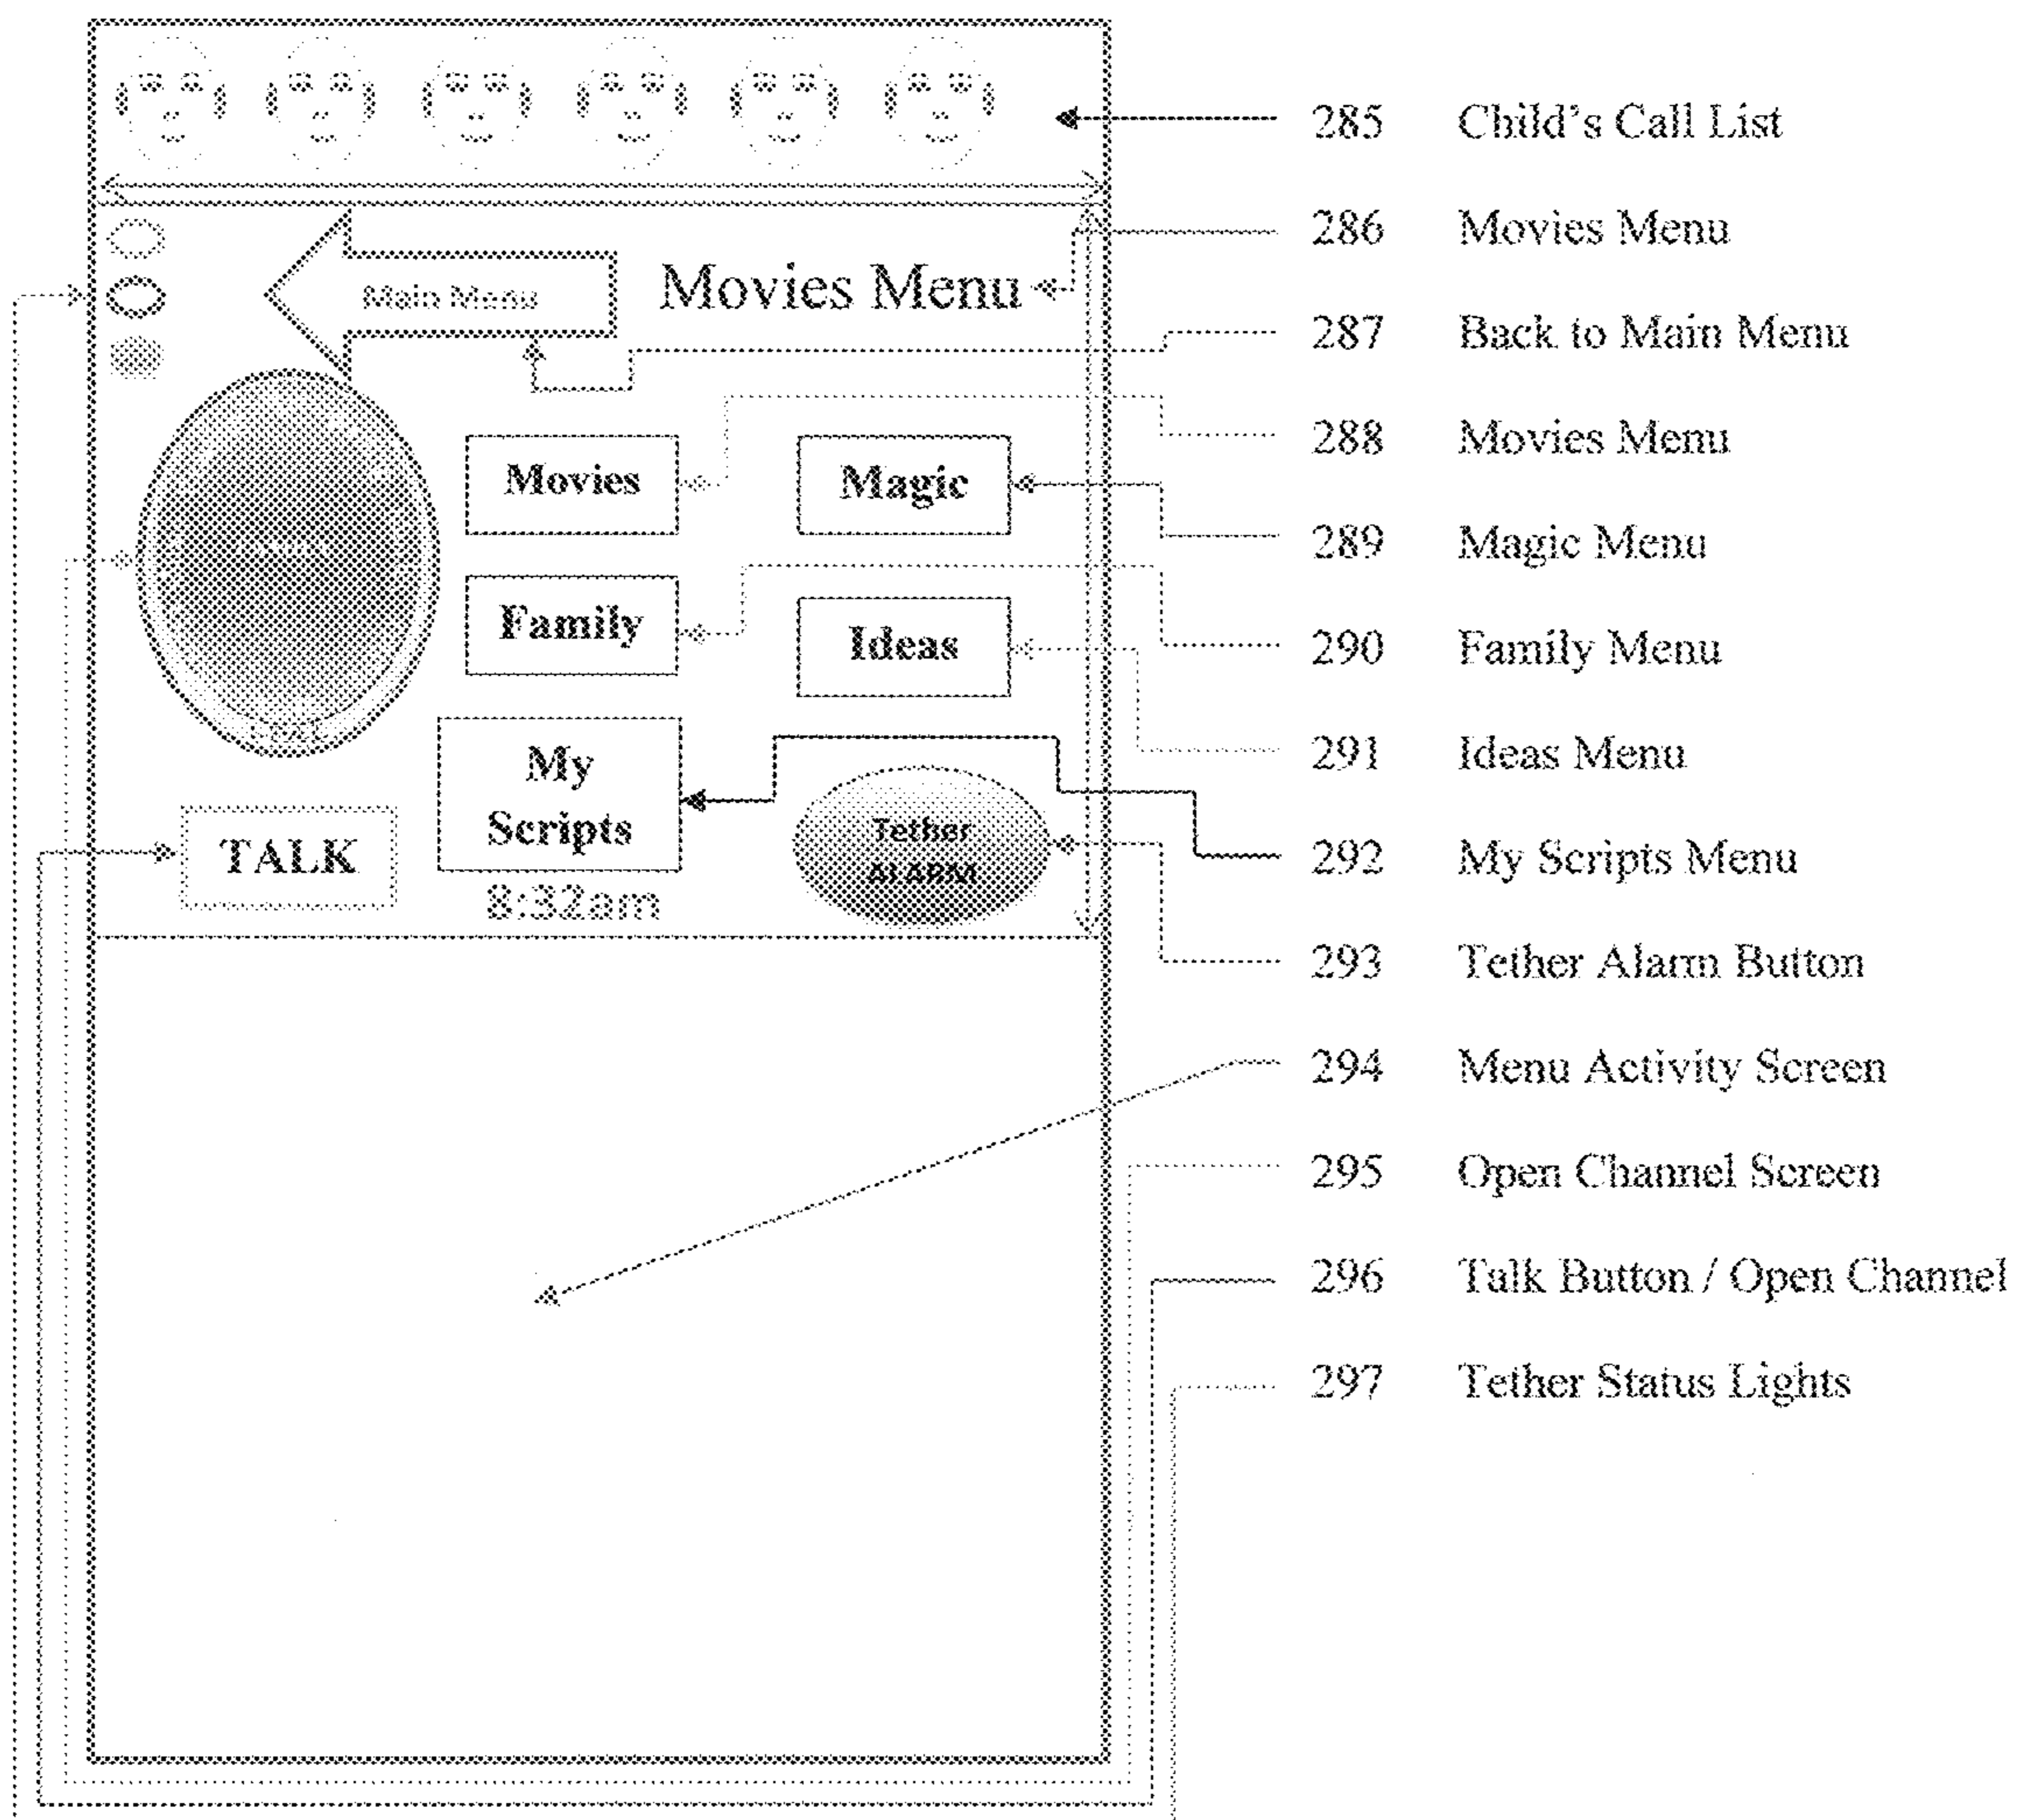 285 Child's Call List
286 Movies Menu
Main Menu
Movies Menu
287 Back to Main Menu
288 Movies Menu
Movies
Magic
289 Magic Menu
Family
Ideas
290 Family Menu
291 Ideas Menu
My
Scripts
Tether
ALARM
TALK
8:32am
292 My Scripts Menu
293 Tether Alarm Button
294 Menu Activity Screen
295 Open Channel Screen
296 Talk Button / Open Channel
297 Tether Status Lights